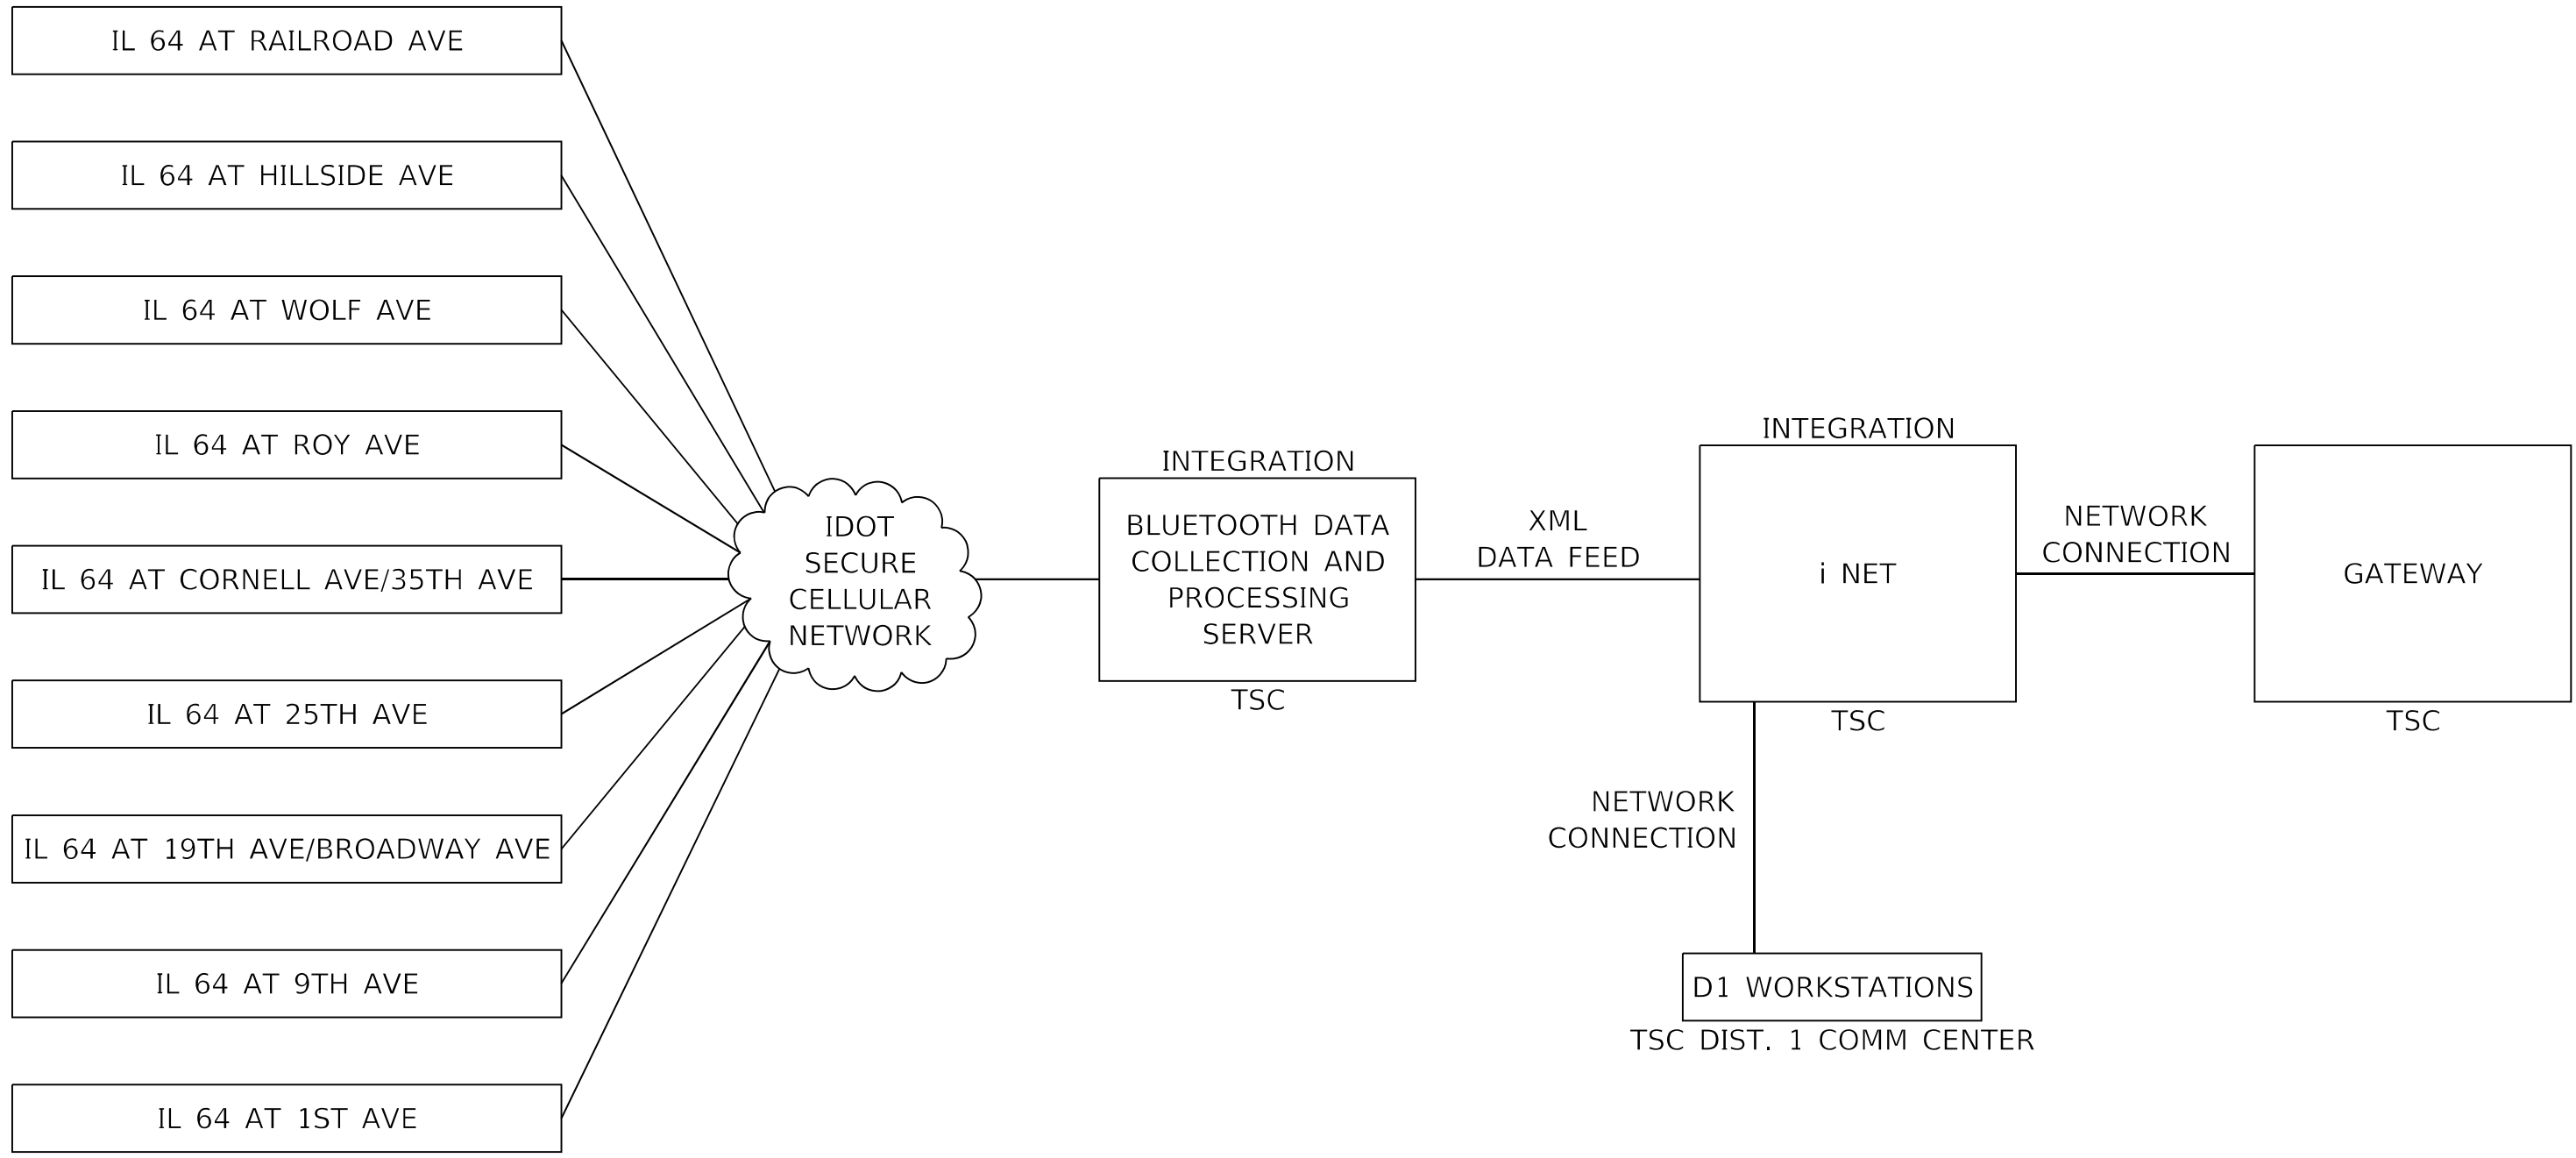 IL 64 AT RAILROAD AVE
IL 64 AT HILLSIDE AVE
IL 64 AT WOLF AVE
IL 64 AT ROY AVE
IL 64 AT CORNELL AVE/35TH AVE
IL 64 AT 25TH AVE
IL 64 AT 19TH AVE/BROADWAY AVE
IL 64 AT 9TH AVE
IL 64 AT 1ST AVE
IDOT
SECURE
CELLULAR
NETWORK
INTEGRATION
BLUETOOTH DATA
COLLECTION AND
PROCESSING
SERVER
TSC
XML
DATA FEED
INTEGRATION
i NET
TSC
NETWORK
CONNECTION
GATEWAY
TSC
NETWORK
CONNECTION
D1 WORKSTATIONS
TSC DIST. 1 COMM CENTER